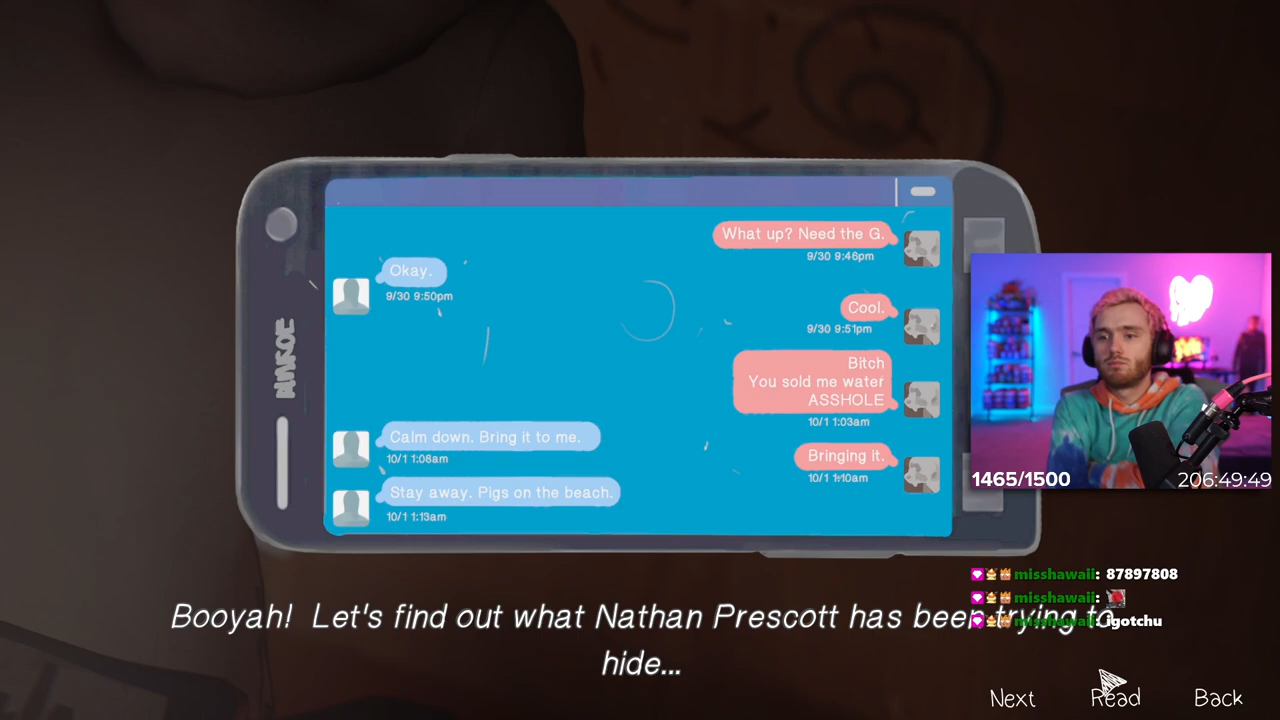 What up? Need the G.
9/30 9:46pm
Okay.
9/30 9:50pm
Cool.
9/30 9:51pm
Bitch
You sold me water
ASSHOLE
10/1 1:03am
Calm down. Bring it to me.
10/1 1:08am
Bringing it.
10/1 1:10am
Stay away. Pigs on the beach.
10/1 1:13am
1465/1500
206:49:49
misshawaii: 87897808
misshawaii:
misshawaii: igotchu
Booyah! Let's find out what Nathan Prescott has been trying to
hide...
Next
Read
Back